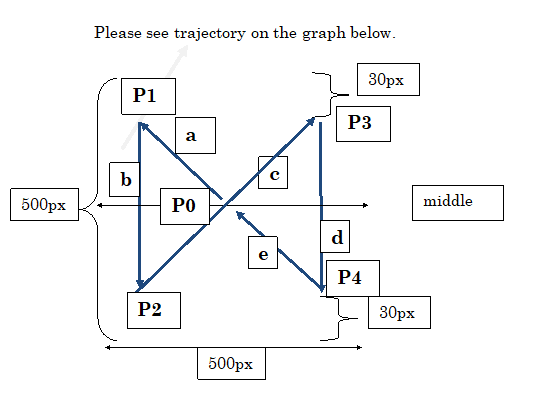 Please see trajectory on the graph below.
30px
P1
P3
a
c
b
500px
P0
middle
d
e
P4
P2
30px
500px